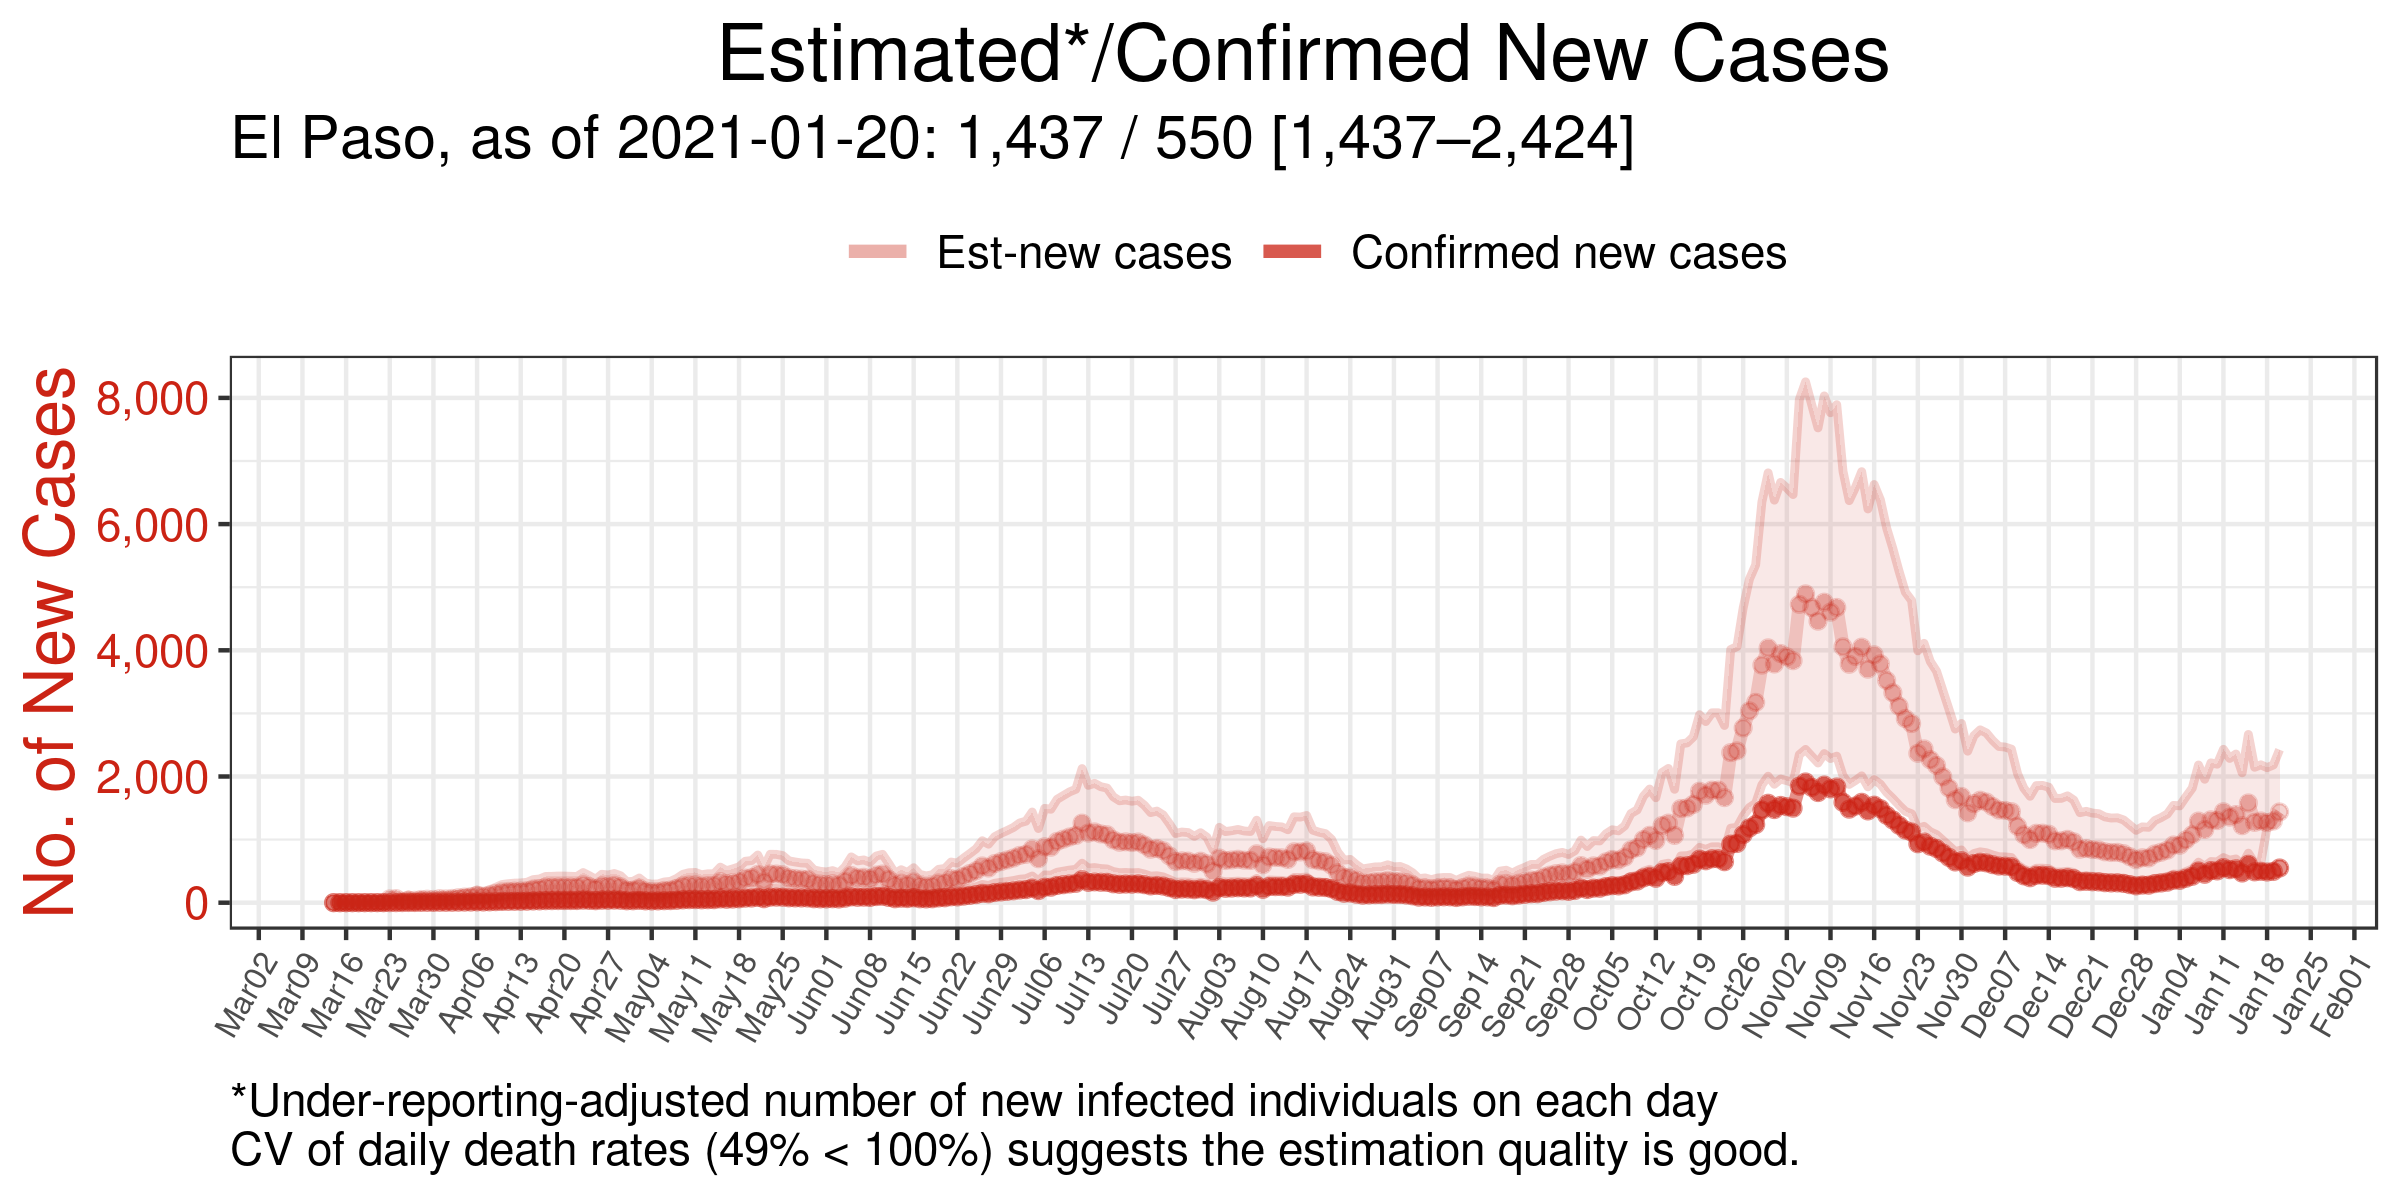 Estimated*/Confirmed New Cases
El Paso, as of 2021-01-20: 1,437 / 550 [1,437–2,424]
Est-new cases Confirmed new cases
No. of New Cases
8,000
6,000
4,000
2,000
0
Mar02 Mar09 Mar16 Mar23 Mar30 Apr06 Apr13 Apr20 Apr27 May04 May11 May18 May25 Jun01 Jun08 Jun15 Jun22 Jun29 Jul06 Jul13 Jul20 Jul27 Aug03 Aug10 Aug17 Aug24 Aug31 Sep07 Sep14 Sep21 Sep28 Oct05 Oct12 Oct19 Oct26 Nov02 Nov09 Nov16 Nov23 Nov30 Dec07 Dec14 Dec21 Dec28 Jan04 Jan11 Jan18 Jan25 Feb01
*Under-reporting-adjusted number of new infected individuals on each day
CV of daily death rates (49% < 100%) suggests the estimation quality is good.